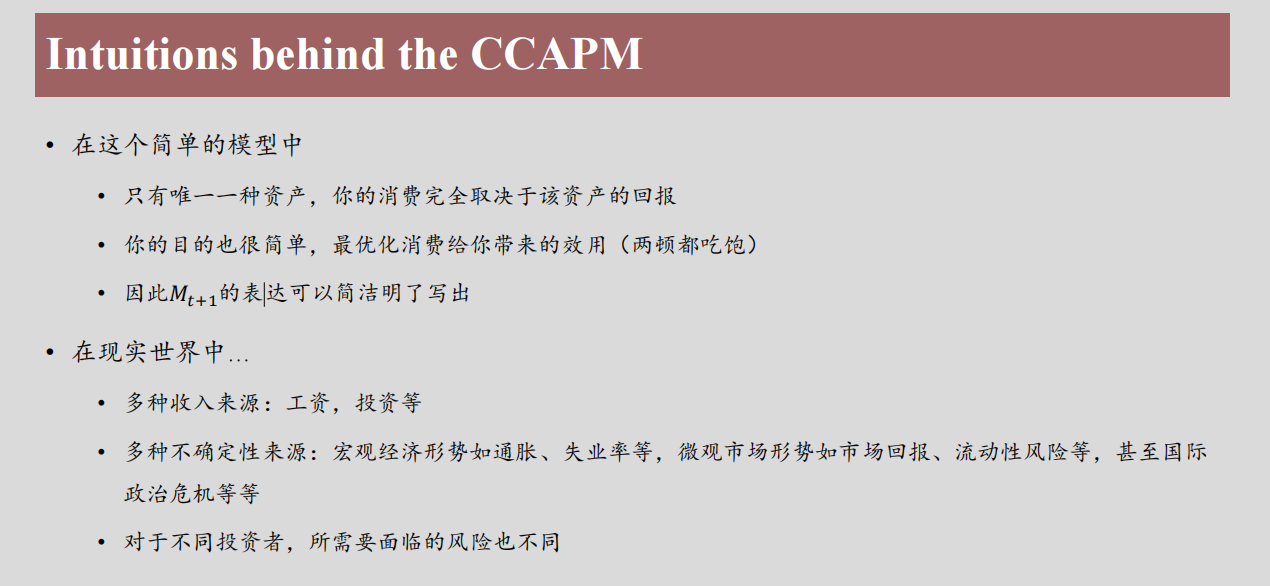 Intuitions behind the CCAPM
• 在这个简单的模型中
• 只有唯一一种资产，你的消费完全取决于该资产的回报
• 你的目的也很简单，最优化消费给你带来的效用（两顿都吃饱）
• 因此M_{t+1}的表达可以简洁明了写出
• 在现实世界中…
• 多种收入来源：工资，投资等
• 多种不确定性来源：宏观经济形势如通胀、失业率等，微观市场形势如市场回报、流动性风险等，甚至国际
政治危机等等
• 对于不同投资者，所需要面临的风险也不同